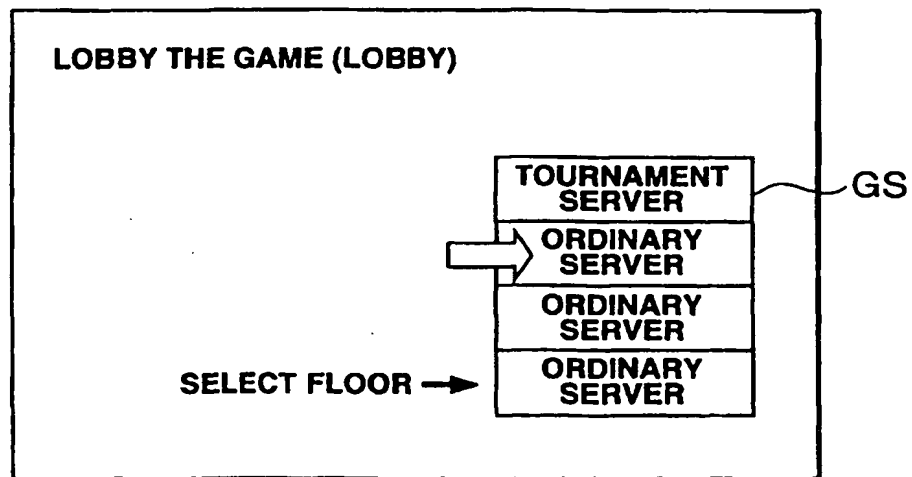 LOBBY THE GAME (LOBBY)
TOURNAMENT
SERVER
GS
ORDINARY
SERVER
ORDINARY
SERVER
SELECT FLOOR
ORDINARY
SERVER